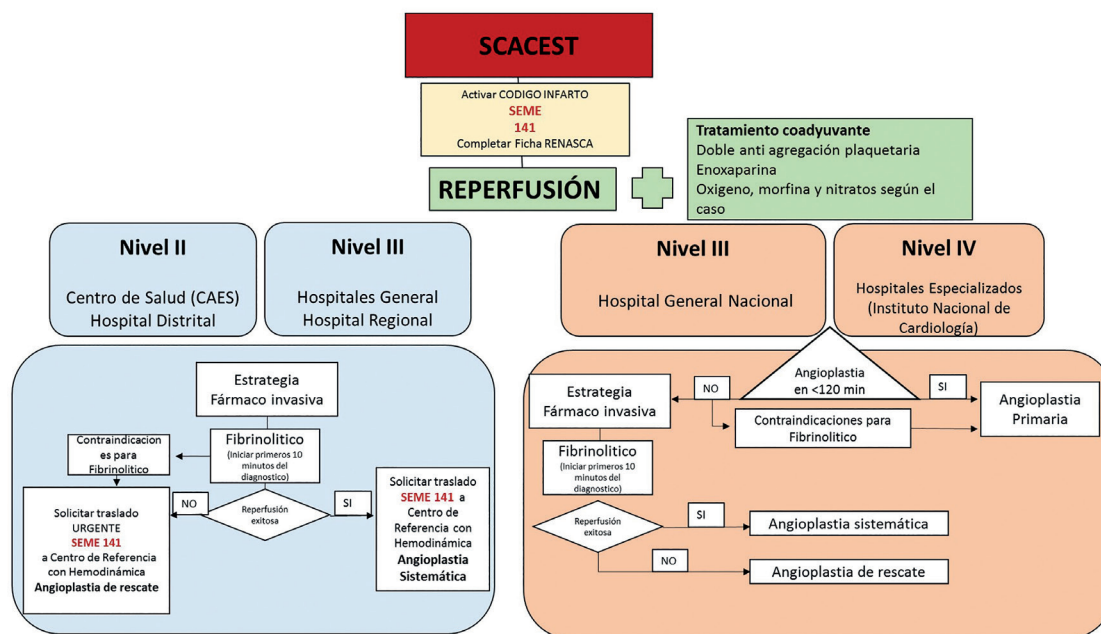 SCACEST
Activar CODIGO INFARTO
SEME
141
Completar Ficha RENASCA
REPERFUSIÓN
Tratamiento coadyuvante
Doble anti agregación plaquetaria
Enoxaparina
Oxigeno, morfina y nitratos según el
caso
Nivel II
Centro de Salud (CAES)
Hospital Distrital
Nivel III
Hospitales General
Hospital Regional
Nivel III
Hospital General Nacional
Nivel IV
Hospitales Especializados
(Instituto Nacional de
Cardiología)
Estrategia
Fármaco invasiva
Contraindicacion
es para
Fibrinolitico
Fibrinolitico
(Iniciar primeros 10
minutos del
diagnostico)
NO
Reperfusión
exitosa
SI
Solicitar traslado
URGENTE
SEME 141
a Centro de Referencia
con Hemodinámica
Angioplastia de rescate
Solicitar traslado
SEME 141 a
Centro de
Referencia con
Hemodinámica
Angioplastia
Sistemática
Angioplastia
en <120 min
NO
SI
Estrategia
Fármaco invasiva
Contraindicaciones para
Fibrinolitico
Angioplastia
Primaria
Fibrinolitico
(Iniciar primeros 10
minutos del
diagnostico)
Reperfusión
exitosa
SI
Angioplastia sistemática
NO
Angioplastia de rescate